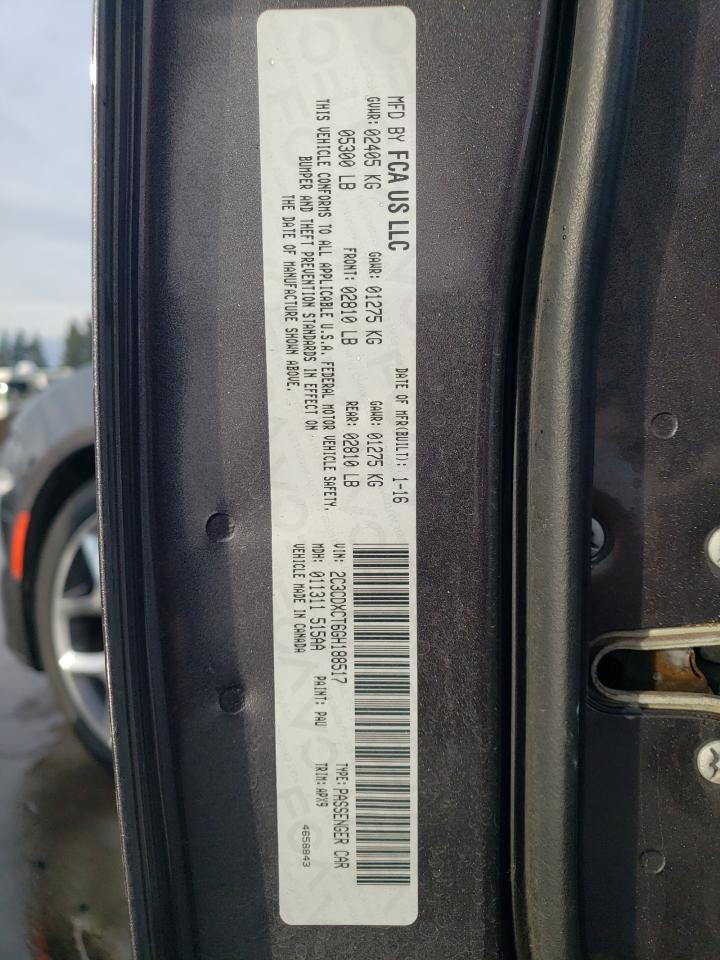 MFD BY FCA US LLC
DATE OF MFR(BUILT): 1-16
GVWR: 02405 KG GAWR: 01275 KG GAWR: 01275 KG
05300 LB FRONT: 02810 LB REAR: 02810 LB
THIS VEHICLE CONFORMS TO ALL APPLICABLE U.S.A. FEDERAL MOTOR VEHICLE SAFETY,
BUMPER AND THEFT PREVENTION STANDARDS IN EFFECT ON
THE DATE OF MANUFACTURE SHOWN ABOVE.
VIN: 2C3CDXCT6GH188517 TYPE: PASSENGER CAR
MDH: 011311 515AA PAINT: PAU TRIM: APX9
VEHICLE MADE IN CANADA
4658843